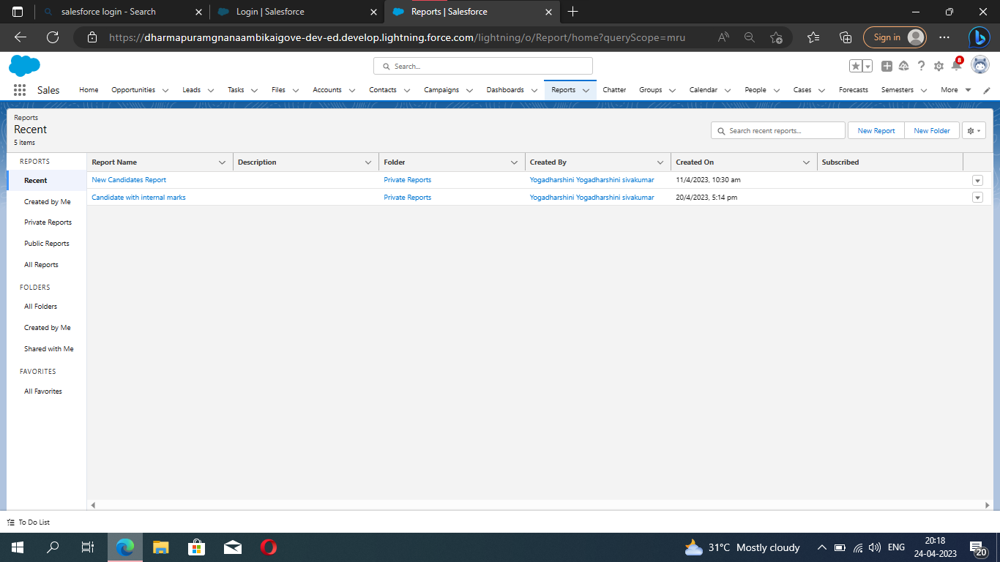 salesforce login - Search
Login | Salesforce
Reports | Salesforce
https://dharmapuramgnanaambikaigove-dev-ed.develop.lightning.force.com/lightning/o/Report/home?queryScope=mru
Sign in
Search...
8
Sales Home Opportunities Leads Tasks Files Accounts Contacts Campaigns Dashboards Reports Chatter Groups Calendar People Cases Forecasts Semesters More
Reports
Recent
5 items
Search recent reports...
New Report
New Folder
REPORTS
Recent
Created by Me
Private Reports
Public Reports
All Reports
FOLDERS
All Folders
Created by Me
Shared with Me
FAVORITES
All Favorites
Report Name Description Folder Created By Created On Subscribed
New Candidates Report Private Reports Yogadharshini Yogadharshini sivakumar 11/4/2023, 10:30 am
Candidate with internal marks Private Reports Yogadharshini Yogadharshini sivakumar 20/4/2023, 5:14 pm
To Do List
31°C Mostly cloudy
ENG
20:18
24-04-2023
20